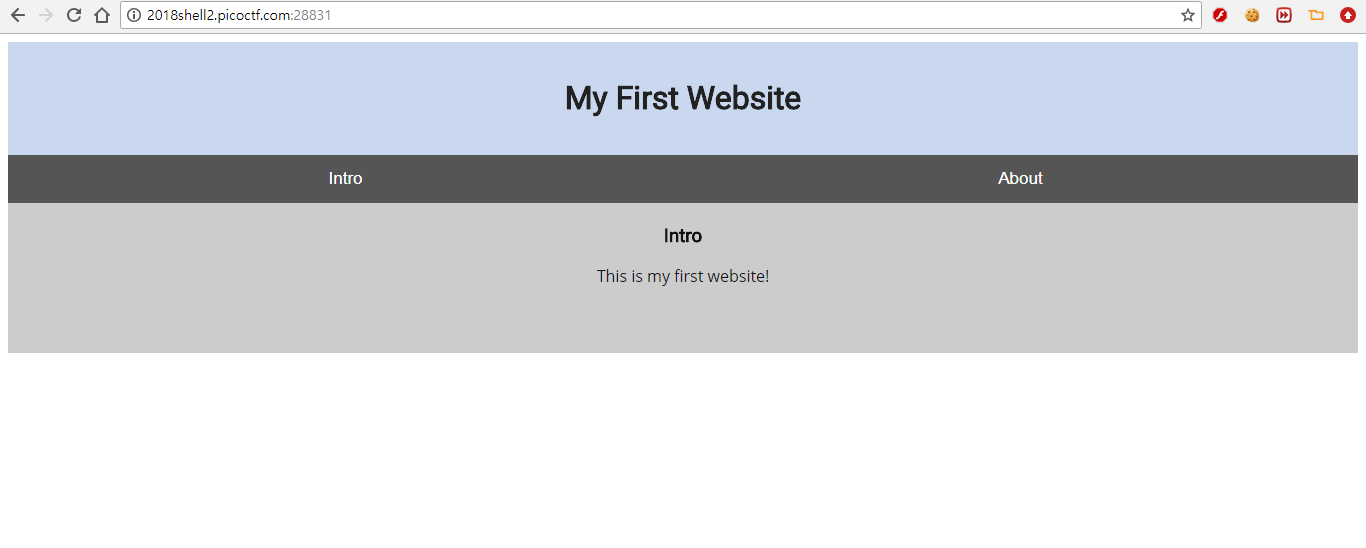 2018shell2.picoctf.com:28831
My First Website
Intro About
Intro
This is my first website!